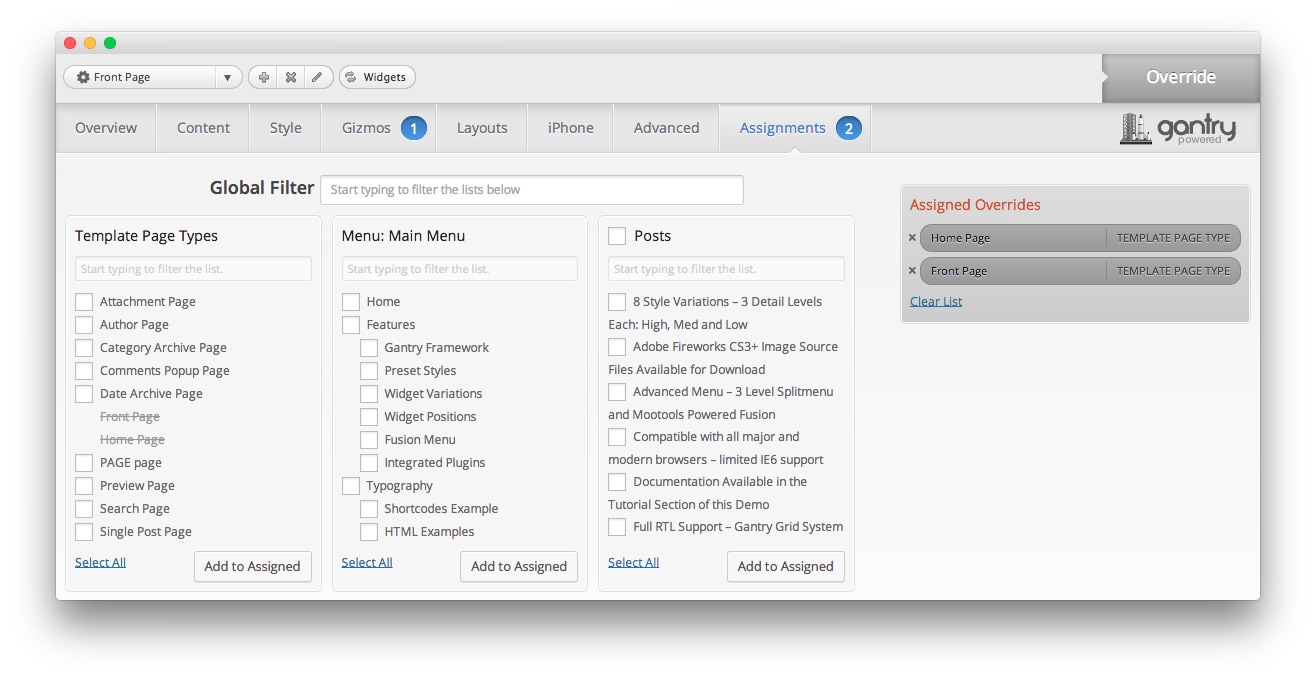 Front Page
Widgets
Override
Overview
Content
Style
Gizmos 1
Layouts
iPhone
Advanced
Assignments 2
gantry
powered
Global Filter
Start typing to filter the lists below
Template Page Types
Start typing to filter the list.
Attachment Page
Author Page
Category Archive Page
Comments Popup Page
Date Archive Page
Front Page
Home Page
PAGE page
Preview Page
Search Page
Single Post Page
Select All
Add to Assigned
Menu: Main Menu
Start typing to filter the list.
Home
Features
Gantry Framework
Preset Styles
Widget Variations
Widget Positions
Fusion Menu
Integrated Plugins
Typography
Shortcodes Example
HTML Examples
Select All
Add to Assigned
Posts
Start typing to filter the list.
8 Style Variations – 3 Detail Levels
Each: High, Med and Low
Adobe Fireworks CS3+ Image Source
Files Available for Download
Advanced Menu – 3 Level Splitmenu
and Mootools Powered Fusion
Compatible with all major and
modern browsers – limited IE6 support
Documentation Available in the
Tutorial Section of this Demo
Full RTL Support – Gantry Grid System
Select All
Add to Assigned
Assigned Overrides
Home Page TEMPLATE PAGE TYPE
Front Page TEMPLATE PAGE TYPE
Clear List